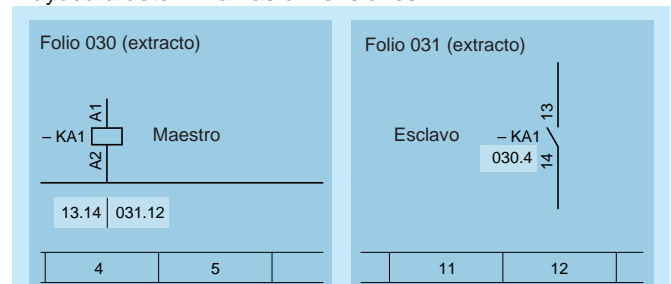 Folio 030 (extracto)
A1
– KA1
Maestro
A2
13.14 031.12
4 5
Folio 031 (extracto)
13
Esclavo
– KA1
030.4
14
11 12